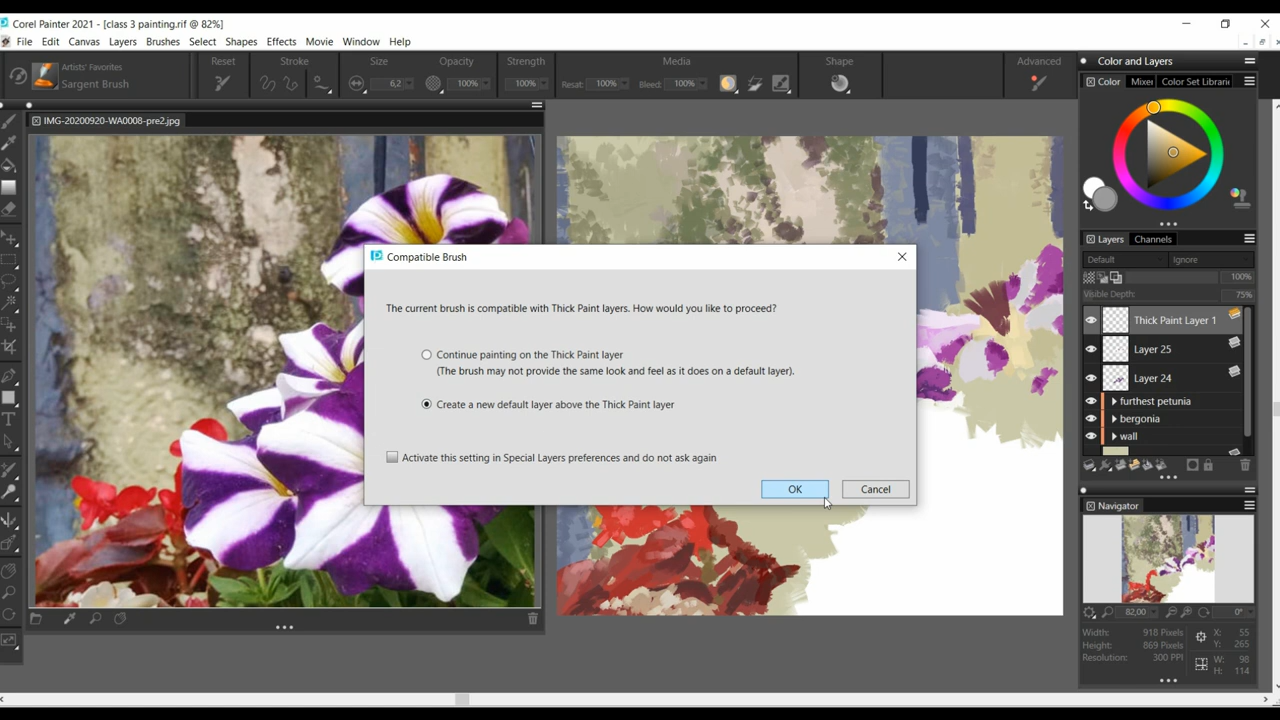 Corel Painter 2021 - [class 3 painting.rif @ 82%]
File Edit Canvas Layers Brushes Select Shapes Effects Movie Window Help
Artists' Favorites
Sargent Brush
Reset
Stroke
Size
6,2
Opacity
100%
Strength
100%
Media
Resat: 100%
Bleed: 100%
Shape
Advanced
IMG-20200920-WA0008-pre2.jpg
Color and Layers
Color Mixer Color Set Librarie
Layers Channels
Default Ignore
100%
Visible Depth: 75%
Thick Paint Layer 1
Layer 25
Layer 24
furthest petunia
bergonia
wall
Navigator
82,00 0°
Width: 918 Pixels X: 55
Height: 869 Pixels Y: 265
Resolution: 300 PPI W: 98
H: 114
Compatible Brush
The current brush is compatible with Thick Paint layers. How would you like to proceed?
Continue painting on the Thick Paint layer
(The brush may not provide the same look and feel as it does on a default layer).
Create a new default layer above the Thick Paint layer
Activate this setting in Special Layers preferences and do not ask again
OK Cancel